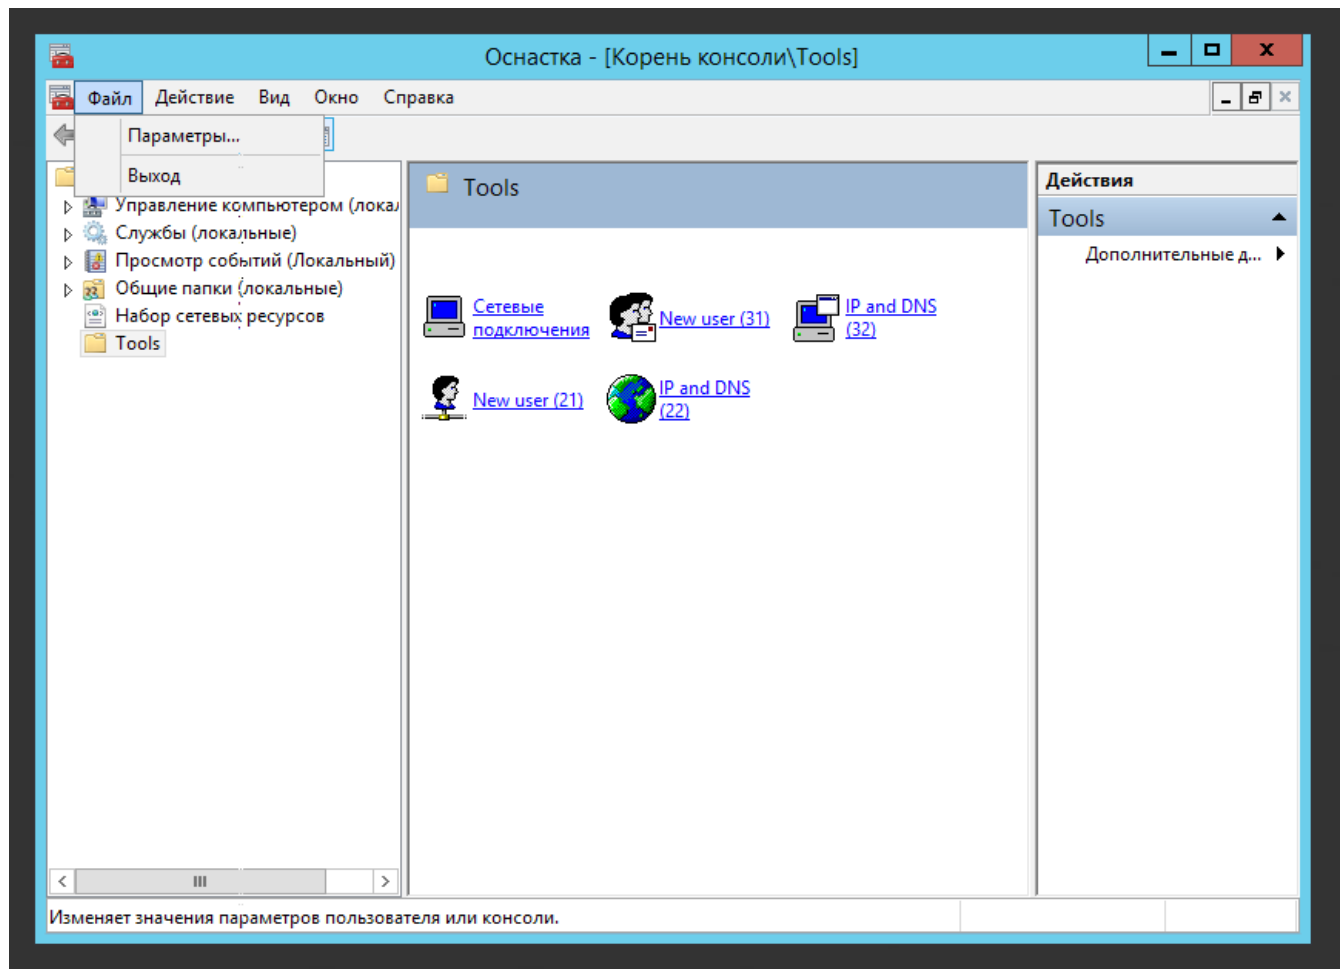 Оснастка - [Корень консоли\Tools]
Файл Действие Вид Окно Справка
Параметры...
Выход
Управление компьютером (лока
Службы (локальные)
Просмотр событий (Локальный)
Общие папки (локальные)
Набор сетевых ресурсов
Tools
Tools
Сетевые
подключения
New user (31)
IP and DNS
(32)
New user (21)
IP and DNS
(22)
Действия
Tools
Дополнительные д...
Изменяет значения параметров пользователя или консоли.